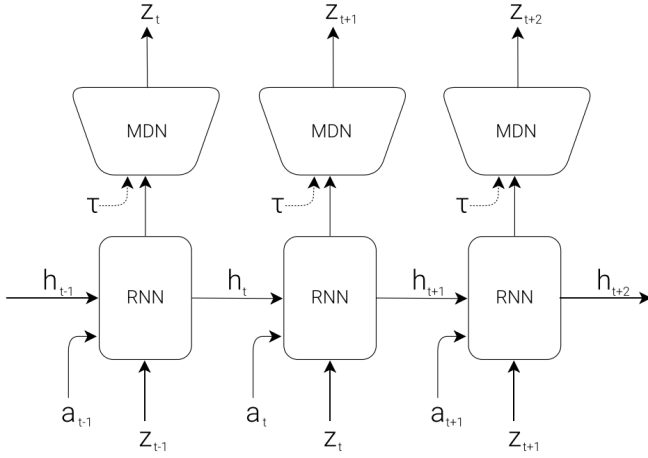 z_t z_{t+1} z_{t+2}
MDN MDN MDN
τ τ τ
h_{t-1} RNN h_t RNN h_{t+1} RNN h_{t+2}
a_{t-1} a_t a_{t+1}
z_{t-1} z_t z_{t+1}